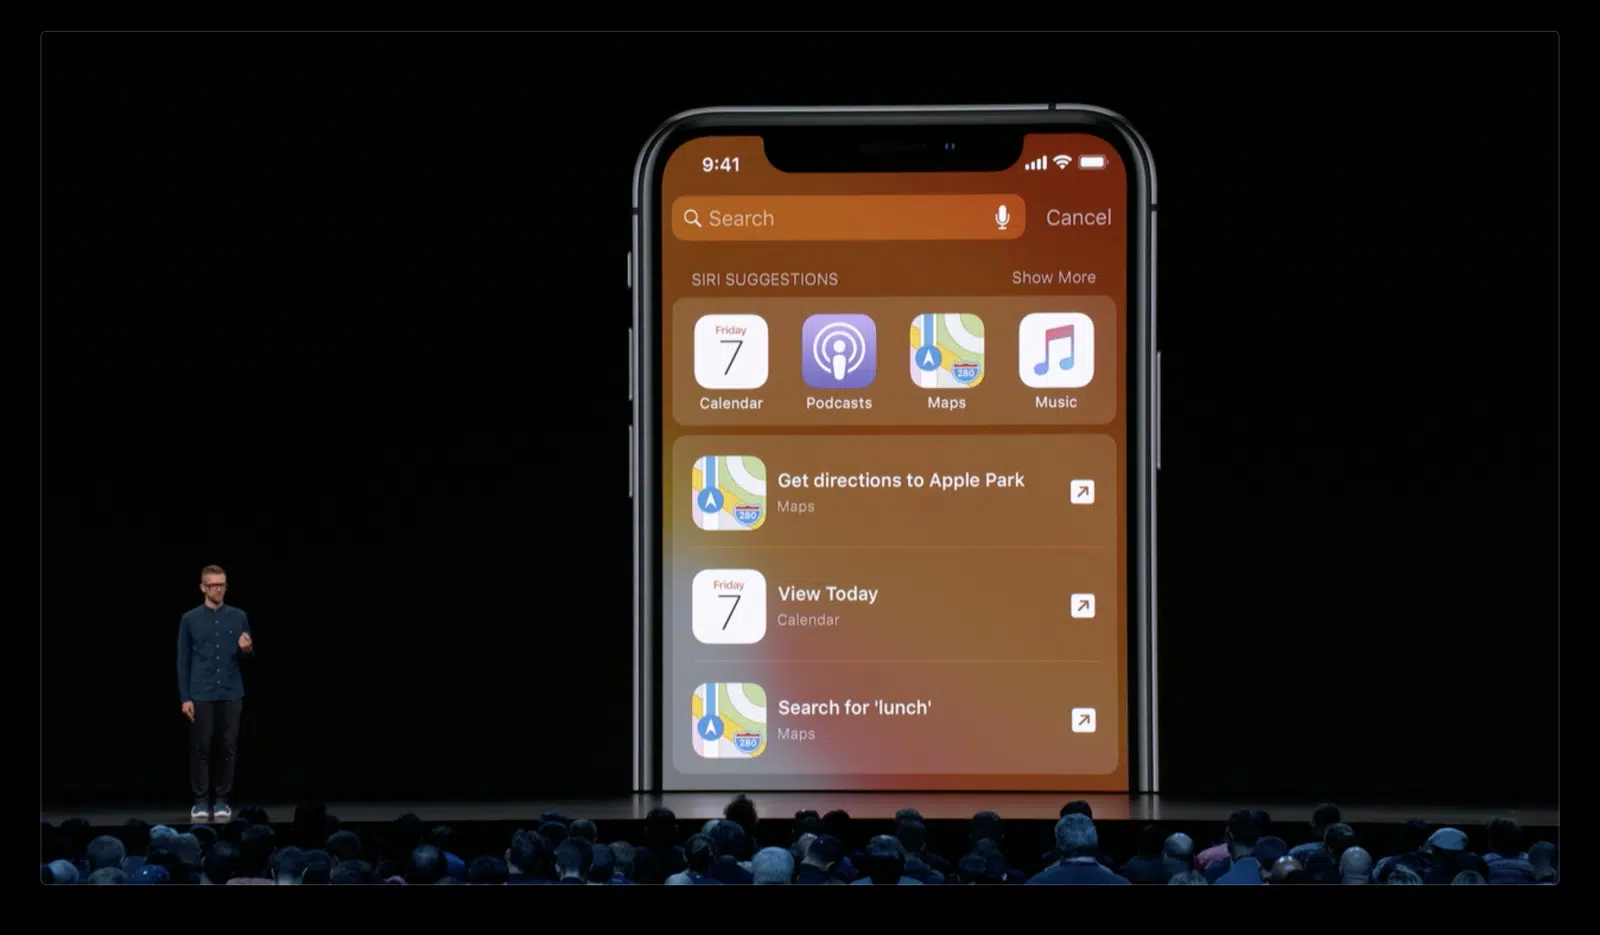 9:41
Search
Cancel
SIRI SUGGESTIONS
Show More
Friday
7
280
Calendar
Podcasts
Maps
Music
Get directions to Apple Park
Maps
280
View Today
Calendar
Friday
7
Search for 'lunch'
Maps
280